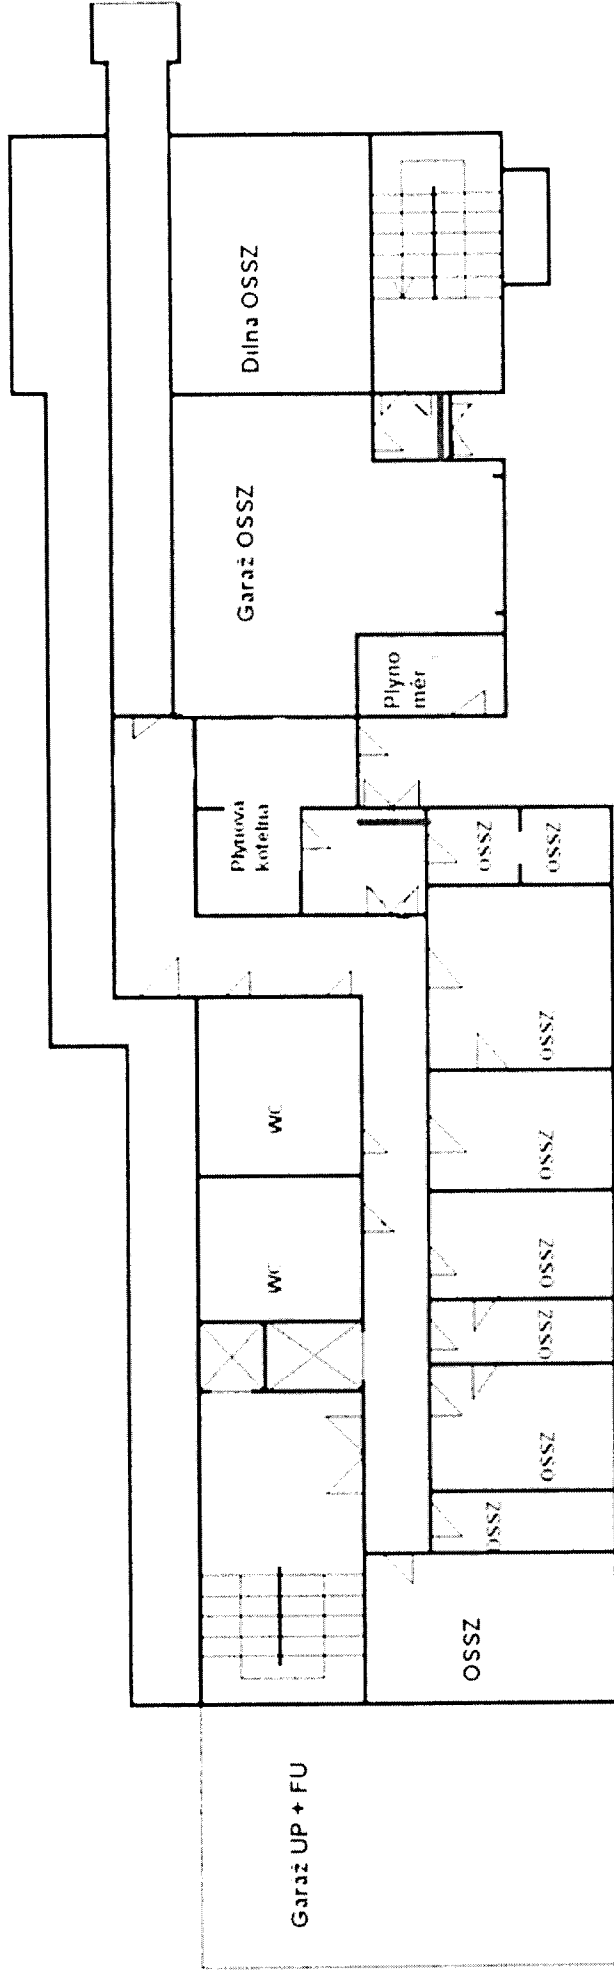 Garáž UP + FU
WC
WC
Plynová
kotelna
Garáž OSSZ
Dílna OSSZ
Plyno
měr
OSSZ
OSSZ
OSSZ
OSSZ
OSSZ
OSSZ
OSSZ
OSSZ
OSSZ